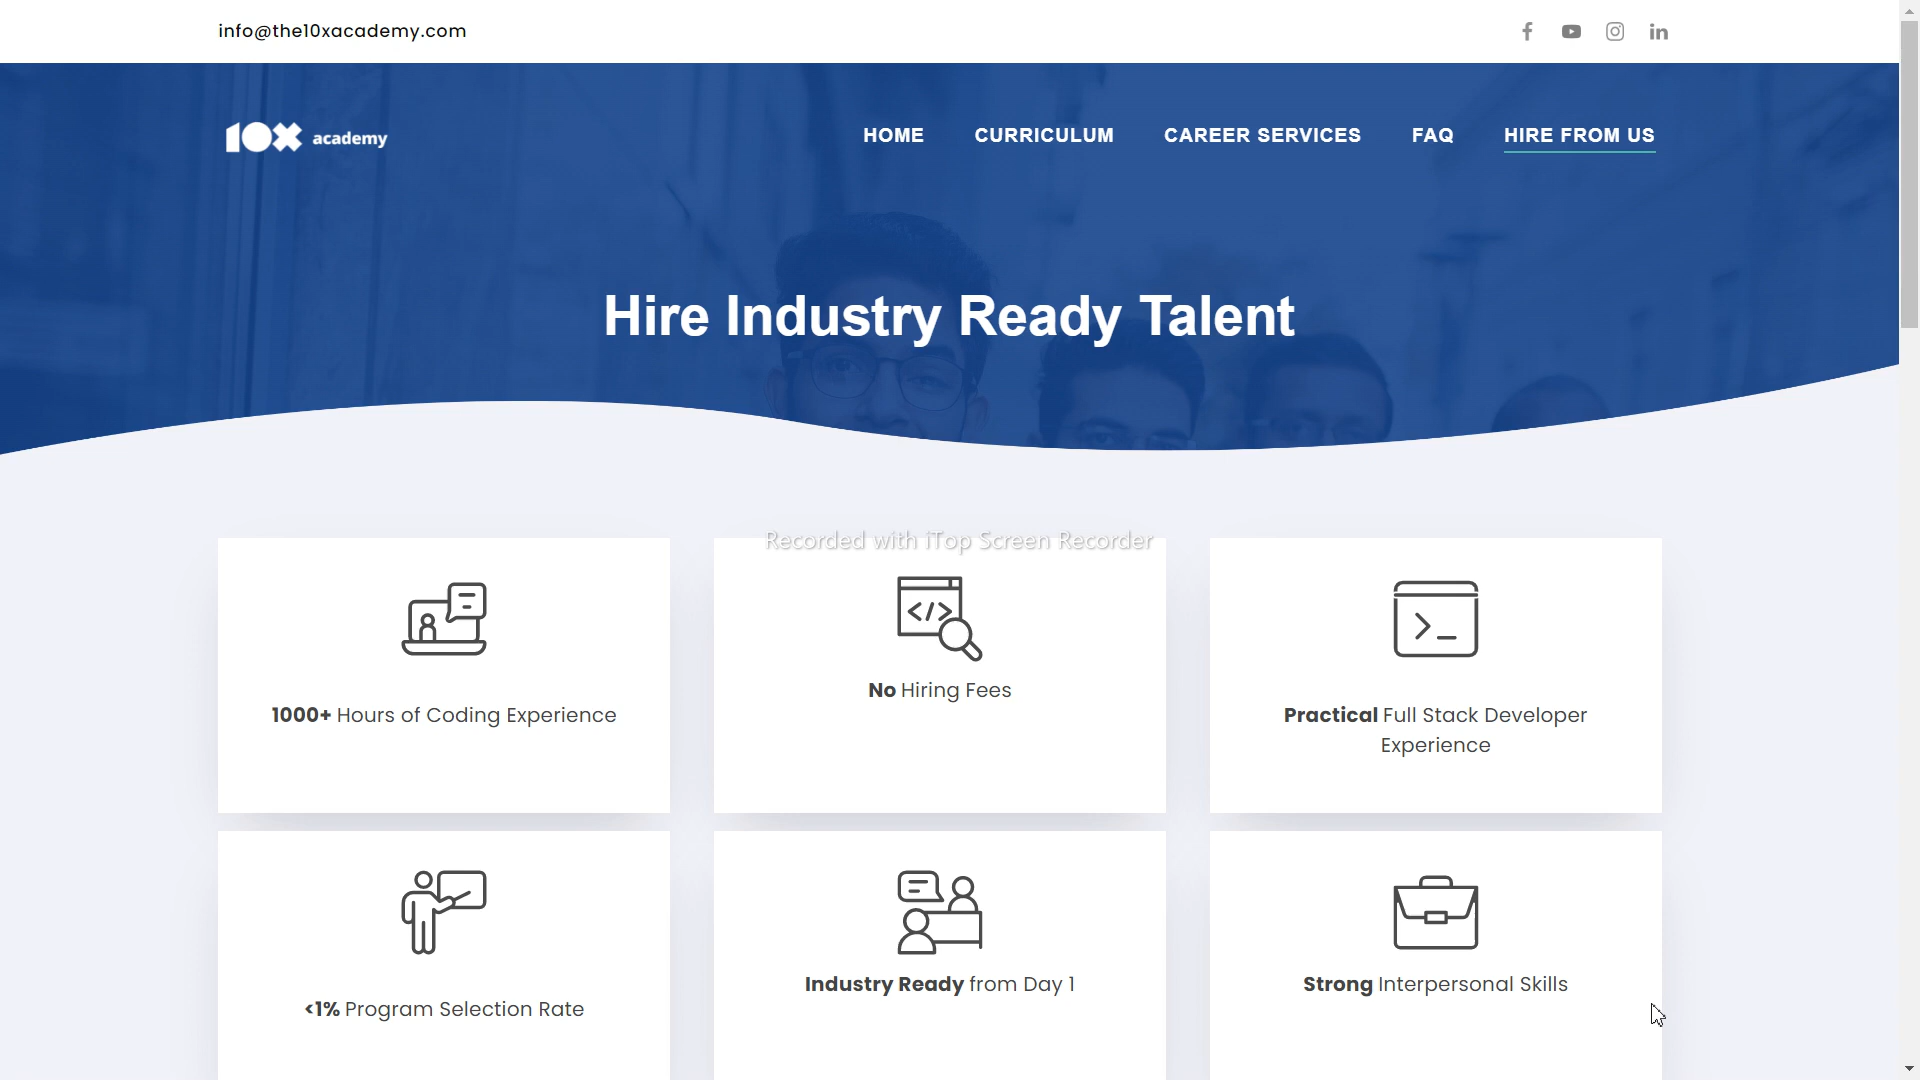 info@the10xacademy.com
10X academy
HOME CURRICULUM CAREER SERVICES FAQ HIRE FROM US
Hire Industry Ready Talent
Recorded with iTop Screen Recorder
1000+ Hours of Coding Experience
No Hiring Fees
Practical Full Stack Developer
Experience
<1% Program Selection Rate
Industry Ready from Day 1
Strong Interpersonal Skills